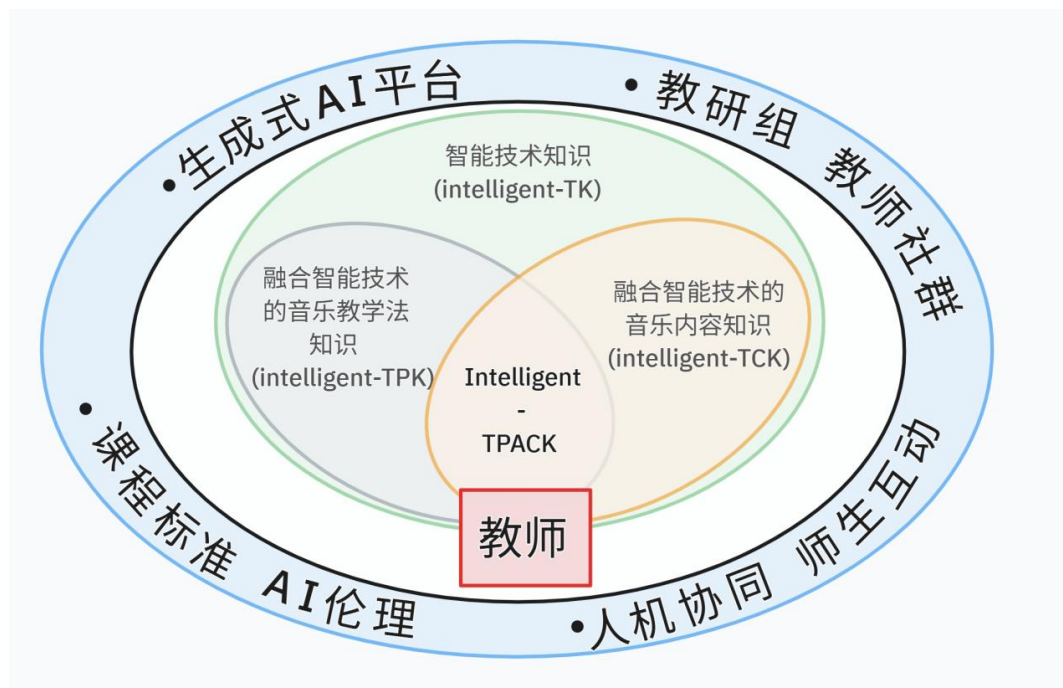 • 生成式AI平台
• 教研组 教师社群
智能技术知识
(intelligent-TK)
融合智能技术
的音乐教学法
知识
(intelligent-TPK)
融合智能技术的
音乐内容知识
(intelligent-TCK)
Intelligent
-
TPACK
教师
• 课程标准 AI伦理
•人机协同 师生互动